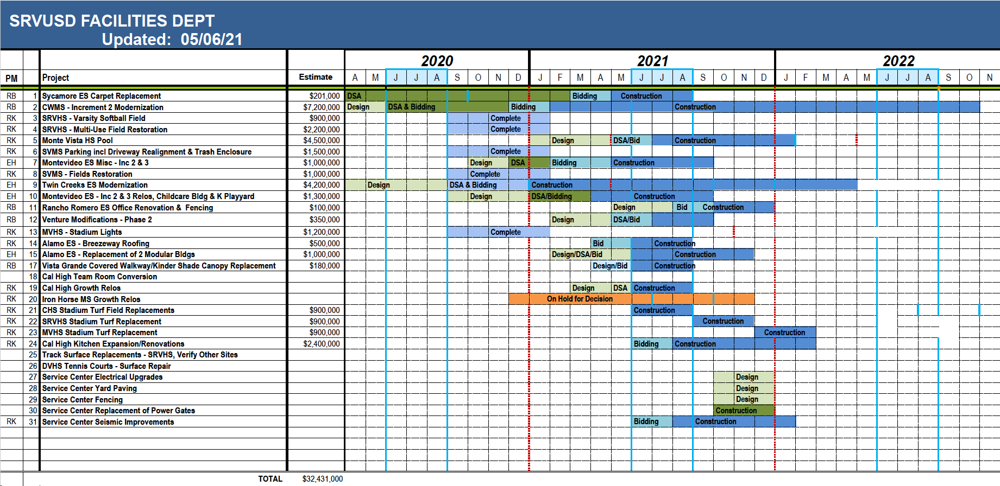 SRVUSD FACILITIES DEPT
Updated: 05/06/21
2020 2021 2022
PM Project Estimate A M J J A S O N D J F M A M J J A S O N D J F M A M J J A S O N
RB 1 Sycamore ES Carpet Replacement $201,000 DSA Bidding Construction
RB 2 CWMS - Increment 2 Modernization $7,200,000 Design DSA & Bidding Bidding Construction
RK 3 SRVHS - Varsity Softball Field $900,000 Complete
RK 4 SRVHS - Multi-Use Field Restoration $2,200,000 Complete
RK 5 Monte Vista HS Pool $4,500,000 Design DSA/Bid Construction
RK 6 SVMS Parking incl Driveway Realignment & Trash Enclosure $1,500,000 Complete
EH 7 Montevideo ES Misc - Inc 2 & 3 $1,000,000 Design DSA Bidding Construction
RK 8 SVMS - Fields Restoration $1,000,000 Complete
EH 9 Twin Creeks ES Modernization $4,200,000 Design DSA & Bidding Construction
EH 10 Montevideo ES - Inc 2 & 3 Relos, Childcare Bldg & K Playyard $1,300,000 Design DSA/Bidding Construction
RB 11 Rancho Romero ES Office Renovation & Fencing $100,000 Design Bid Construction
RB 12 Venture Modifications - Phase 2 $350,000 Design DSA/Bid
RK 13 MVHS - Stadium Lights $1,200,000 Complete
RK 14 Alamo ES - Breezeway Roofing $500,000 Bid Construction
EH 15 Alamo ES - Replacement of 2 Modular Bldgs $1,000,000 Design/DSA/Bid Construction
RB 17 Vista Grande Covered Walkway/Kinder Shade Canopy Replacement $180,000 Design/Bid Construction
18 Cal High Team Room Conversion
RK 19 Cal High Growth Relos Design DSA Construction
RK 20 Iron Horse MS Growth Relos On Hold for Decision
RK 21 CHS Stadium Turf Field Replacements $900,000 Construction
RK 22 SRVHS Stadium Turf Replacement $900,000 Construction
RK 23 MVHS Stadium Turf Replacement $900,000 Construction
RK 24 Cal High Kitchen Expansion/Renovations $2,400,000 Bidding Construction
25 Track Surface Replacements - SRVHS, Verify Other Sites
26 DVHS Tennis Courts - Surface Repair
27 Service Center Electrical Upgrades Design
28 Service Center Yard Paving Design
29 Service Center Fencing Design
30 Service Center Replacement of Power Gates Construction
RK 31 Service Center Seismic Improvements Bidding Construction
TOTAL $32,431,000